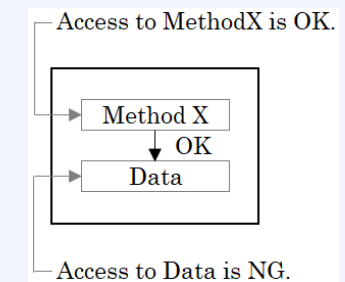 Access to MethodX is OK.
Method X
OK
Data
Access to Data is NG.